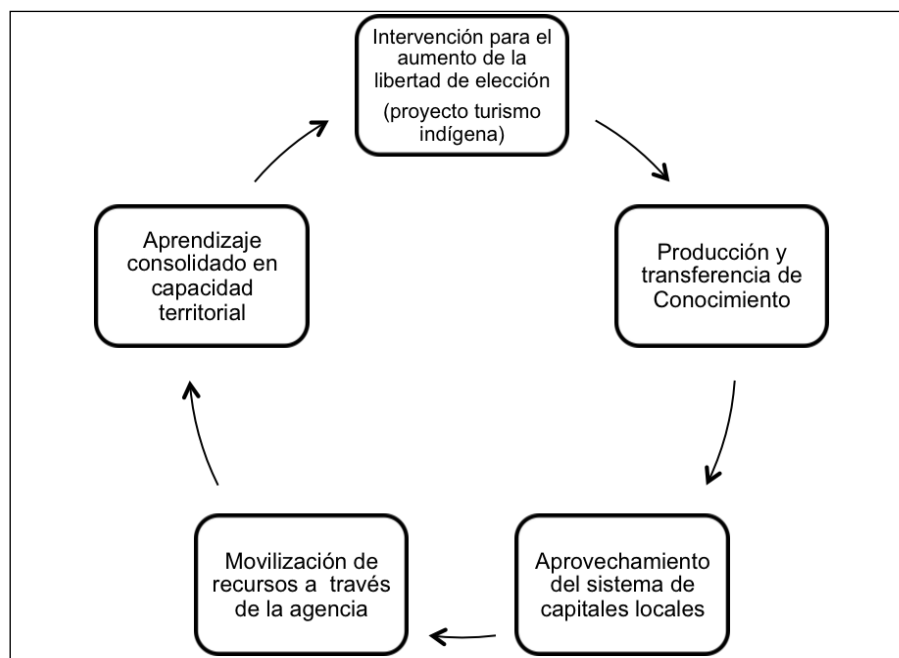 Intervención para el
aumento de la
libertad de elección
(proyecto turismo
indígena)
Producción y
transferencia de
Conocimiento
Aprovechamiento
del sistema de
capitales locales
Movilización de
recursos a través
de la agencia
Aprendizaje
consolidado en
capacidad
territorial